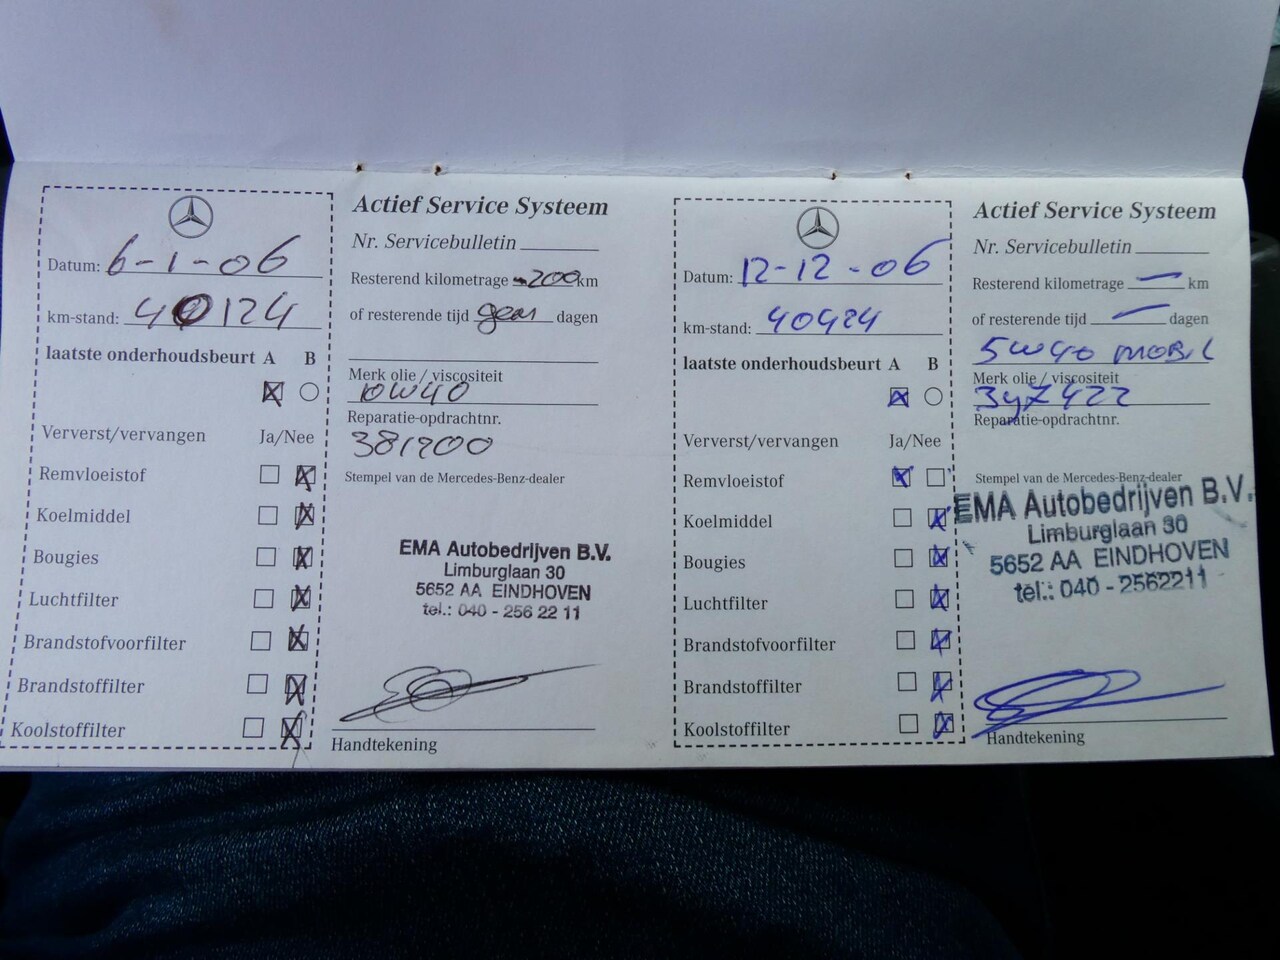 Datum: 6-1-06
km-stand: 40124
laatste onderhoudsbeurt A B
Ververst/vervangen Ja/Nee
Remvloeistof
Koelmiddel
Bougies
Luchtfilter
Brandstofvoorfilter
Brandstoffilter
Koolstoffilter
Actief Service Systeem
Nr. Servicebulletin
Resterend kilometrage -200 km
of resterende tijd geen dagen
Merk olie / viscositeit
10W40
Reparatie-opdrachtnr.
381200
Stempel van de Mercedes-Benz-dealer
EMA Autobedrijven B.V.
Limburglaan 30
5652 AA EINDHOVEN
tel.: 040 - 256 22 11
Handtekening
Datum: 12-12-06
km-stand: 40424
laatste onderhoudsbeurt A B
Ververst/vervangen Ja/Nee
Remvloeistof
Koelmiddel
Bougies
Luchtfilter
Brandstofvoorfilter
Brandstoffilter
Koolstoffilter
Actief Service Systeem
Nr. Servicebulletin
Resterend kilometrage — km
of resterende tijd — dagen
5W40 MOBIL
Merk olie / viscositeit
Reparatie-opdrachtnr.
Stempel van de Mercedes-Benz-dealer
EMA Autobedrijven B.V.
Limburglaan 30
5652 AA EINDHOVEN
tel.: 040 - 2562211
Handtekening